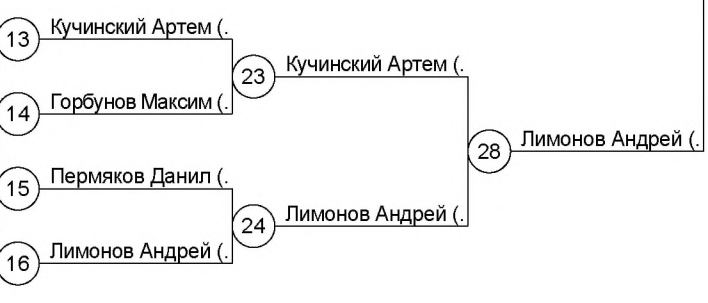 13 Кучинский Артем (.
23 Кучинский Артем (.
14 Горбунов Максим (.
28 Лимонов Андрей (.
15 Пермяков Данил (.
24 Лимонов Андрей (.
16 Лимонов Андрей (.